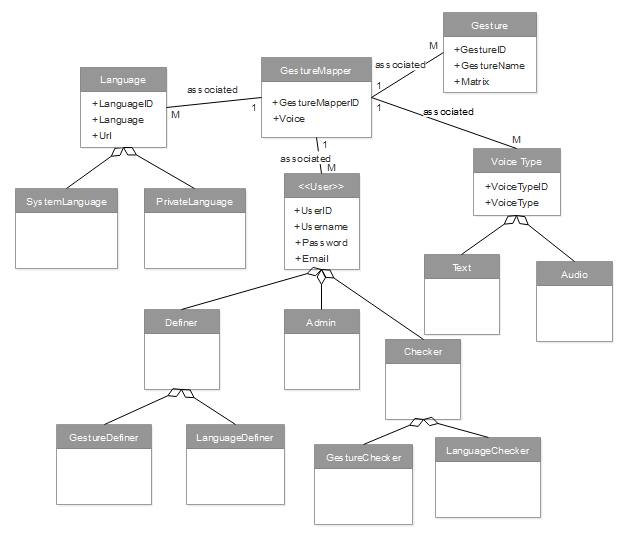 Gesture
+GestureID
+GestureName
+Matrix
M
associated
1
Language
+LanguageID
+Language
+Url
associated
M
1
GestureMapper
+GestureMapperID
+Voice
1
associated
M
1
associated
M
Voice Type
+VoiceTypeID
+VoiceType
SystemLanguage
PrivateLanguage
<<User>>
+UserID
+Username
+Password
+Email
Text
Audio
Definer
Admin
Checker
GestureDefiner
LanguageDefiner
GestureChecker
LanguageChecker